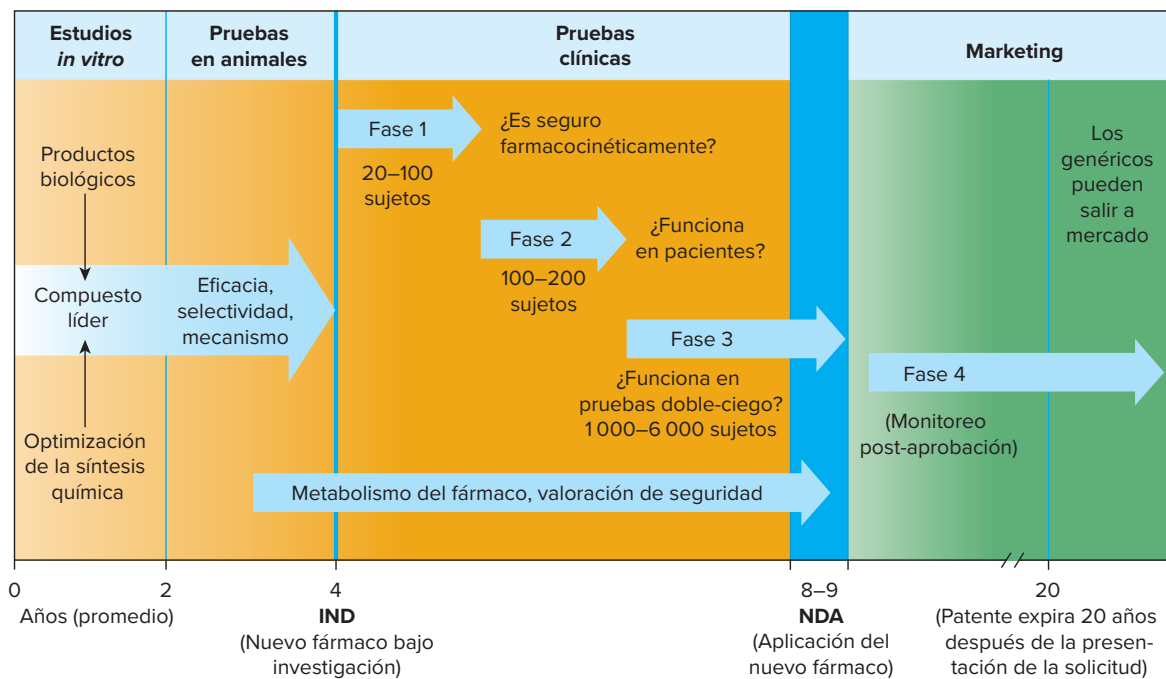 Estudios
in vitro
Pruebas
en animales
Pruebas
clínicas
Marketing
Productos
biológicos
Compuesto
líder
Optimización
de la síntesis
química
Eficacia,
selectividad,
mecanismo
Fase 1
20–100
sujetos
¿Es seguro
farmacocinéticamente?
Fase 2
100–200
sujetos
¿Funciona
en pacientes?
Fase 3
¿Funciona en
pruebas doble-ciego?
1 000–6 000 sujetos
Metabolismo del fármaco, valoración de seguridad
Fase 4
(Monitoreo
post-aprobación)
Los
genéricos
pueden
salir a
mercado
0
Años (promedio)
2
4
IND
(Nuevo fármaco bajo
investigación)
8–9
NDA
(Aplicación del
nuevo fármaco)
20
(Patente expira 20 años
después de la presen-
tación de la solicitud)